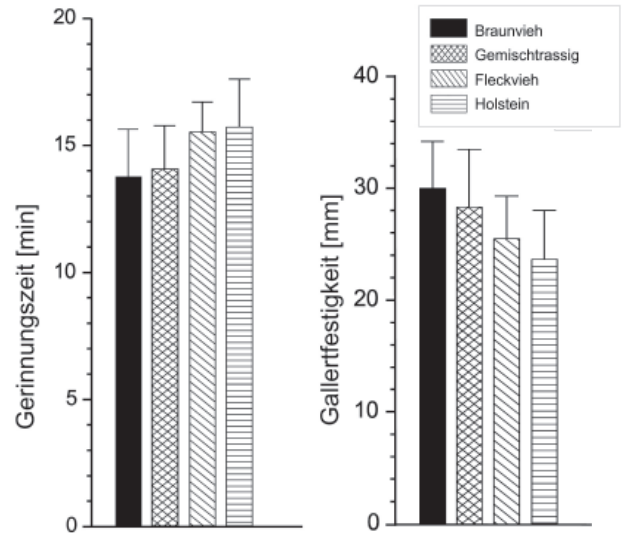 Gerinnungszeit [min]
20
15
10
5
0
Gallertfestigkeit [mm]
40
30
20
10
0
Braunvieh
Gemischtrassig
Fleckvieh
Holstein